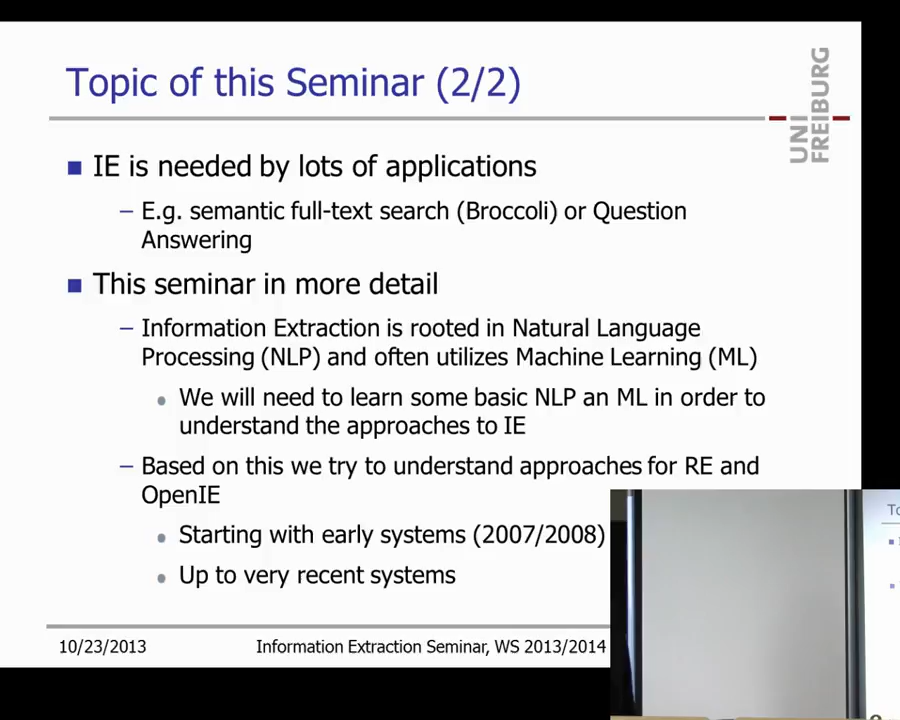 Topic of this Seminar (2/2)
UNI
FREIBURG
IE is needed by lots of applications
– E.g. semantic full-text search (Broccoli) or Question
Answering
This seminar in more detail
– Information Extraction is rooted in Natural Language
Processing (NLP) and often utilizes Machine Learning (ML)
We will need to learn some basic NLP an ML in order to
understand the approaches to IE
– Based on this we try to understand approaches for RE and
OpenIE
Starting with early systems (2007/2008)
Up to very recent systems
10/23/2013
Information Extraction Seminar, WS 2013/2014